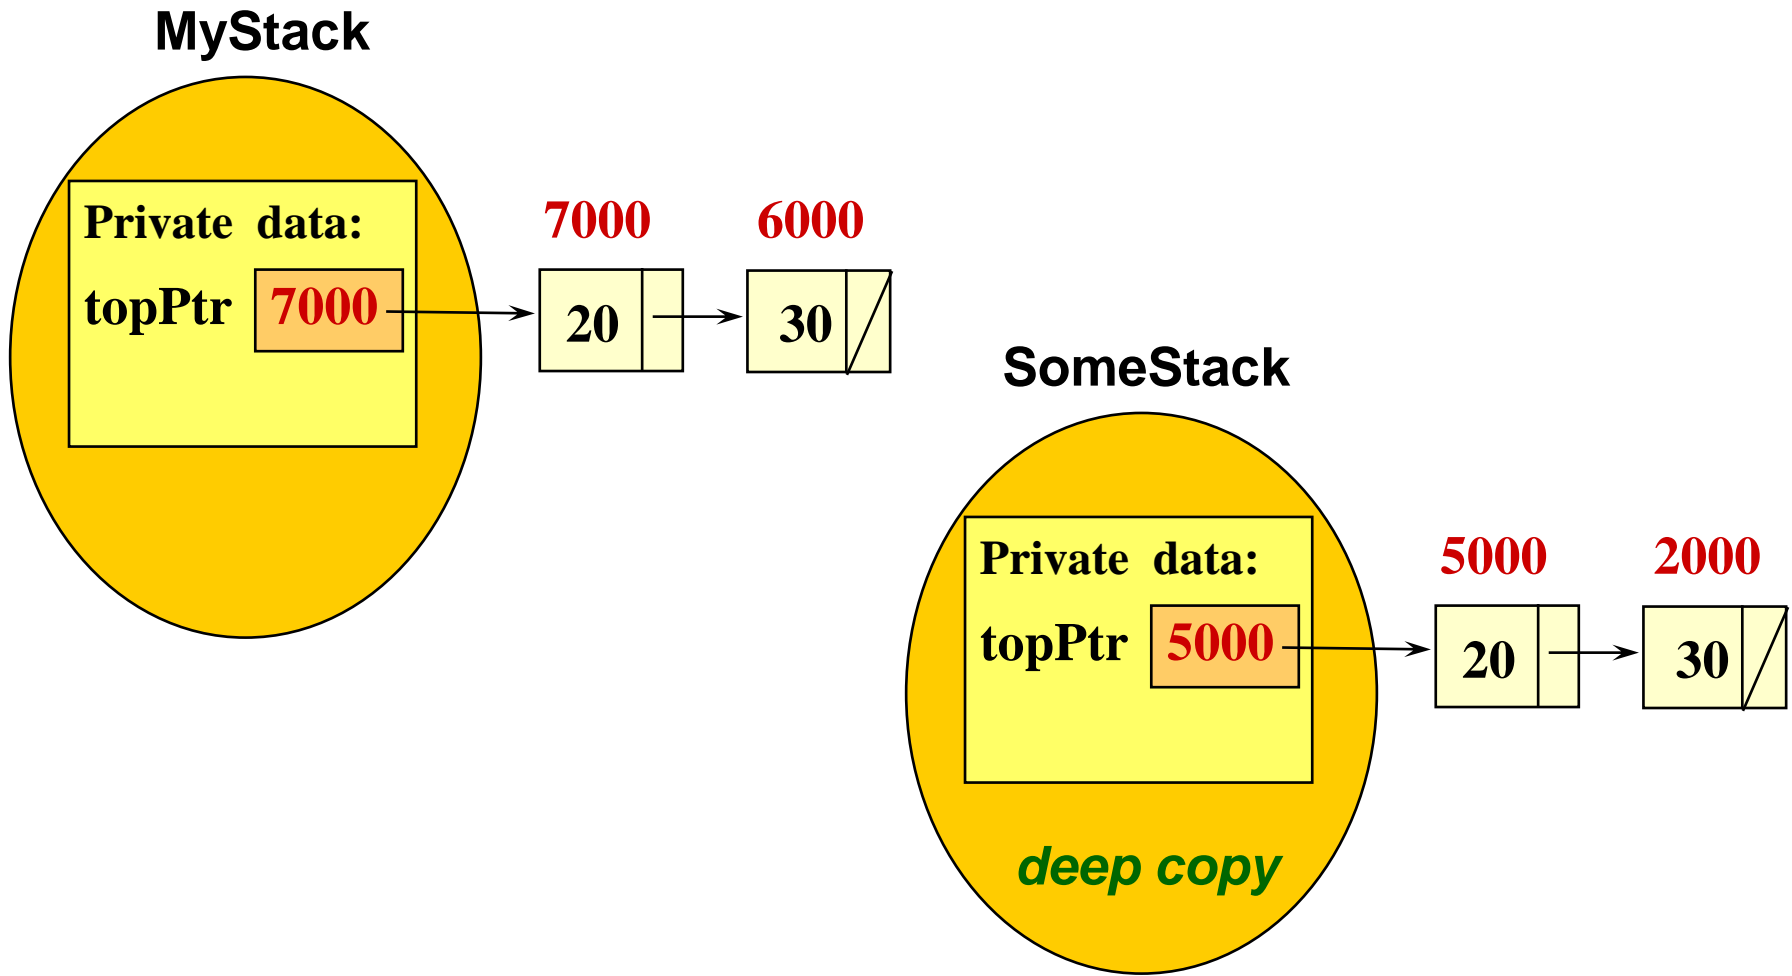 MyStack
Private data:
topPtr 7000
7000 6000
20 30
SomeStack
Private data:
topPtr 5000
5000 2000
20 30
deep copy